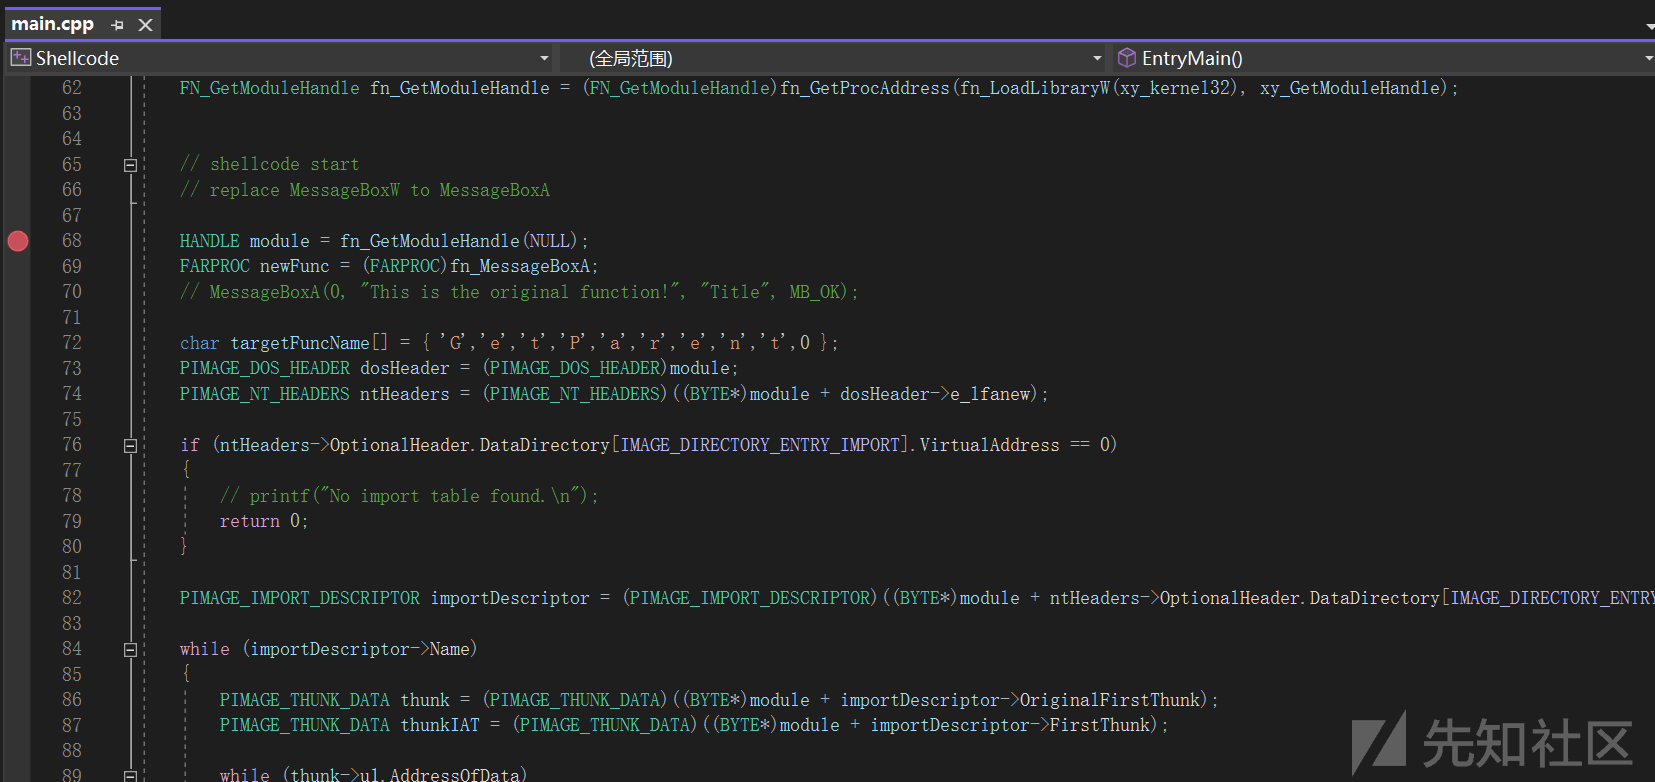 main.cpp
Shellcode (全局范围) EntryMain()
62 FN_GetModuleHandle fn_GetModuleHandle = (FN_GetModuleHandle)fn_GetProcAddress(fn_LoadLibraryW(xy_kernel32), xy_GetModuleHandle);
63
64
65 // shellcode start
66 // replace MessageBoxW to MessageBoxA
67
68 HANDLE module = fn_GetModuleHandle(NULL);
69 FARPROC newFunc = (FARPROC)fn_MessageBoxA;
70 // MessageBoxA(0, "This is the original function!", "Title", MB_OK);
71
72 char targetFuncName[] = { 'G','e','t','P','a','r','e','n','t',0 };
73 PIMAGE_DOS_HEADER dosHeader = (PIMAGE_DOS_HEADER)module;
74 PIMAGE_NT_HEADERS ntHeaders = (PIMAGE_NT_HEADERS)((BYTE*)module + dosHeader->e_lfanew);
75
76 if (ntHeaders->OptionalHeader.DataDirectory[IMAGE_DIRECTORY_ENTRY_IMPORT].VirtualAddress == 0)
77 {
78 // printf("No import table found.\n");
79 return 0;
80 }
81
82 PIMAGE_IMPORT_DESCRIPTOR importDescriptor = (PIMAGE_IMPORT_DESCRIPTOR)((BYTE*)module + ntHeaders->OptionalHeader.DataDirectory[IMAGE_DIRECTORY_ENTRY
83
84 while (importDescriptor->Name)
85 {
86 PIMAGE_THUNK_DATA thunk = (PIMAGE_THUNK_DATA)((BYTE*)module + importDescriptor->OriginalFirstThunk);
87 PIMAGE_THUNK_DATA thunkIAT = (PIMAGE_THUNK_DATA)((BYTE*)module + importDescriptor->FirstThunk);
88
89 while (thunk->u1.AddressOfData)
先知社区